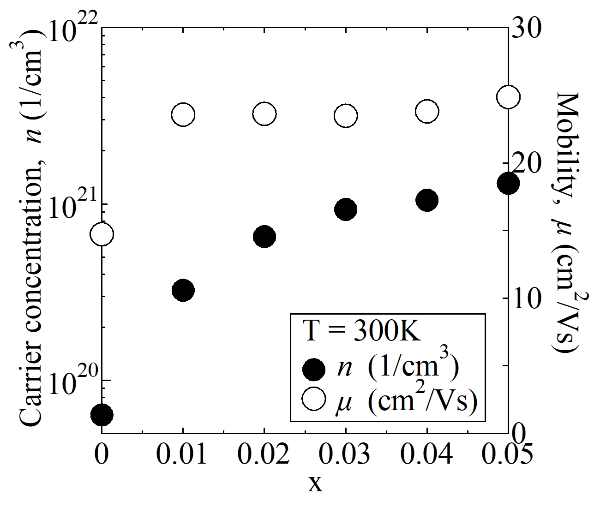 10^22
10^21
10^20
Carrier concentration, n (1/cm^3)
30
20
10
0
Mobility, μ (cm^2/Vs)
T = 300K
n (1/cm^3)
μ (cm^2/Vs)
0 0.01 0.02 0.03 0.04 0.05
x